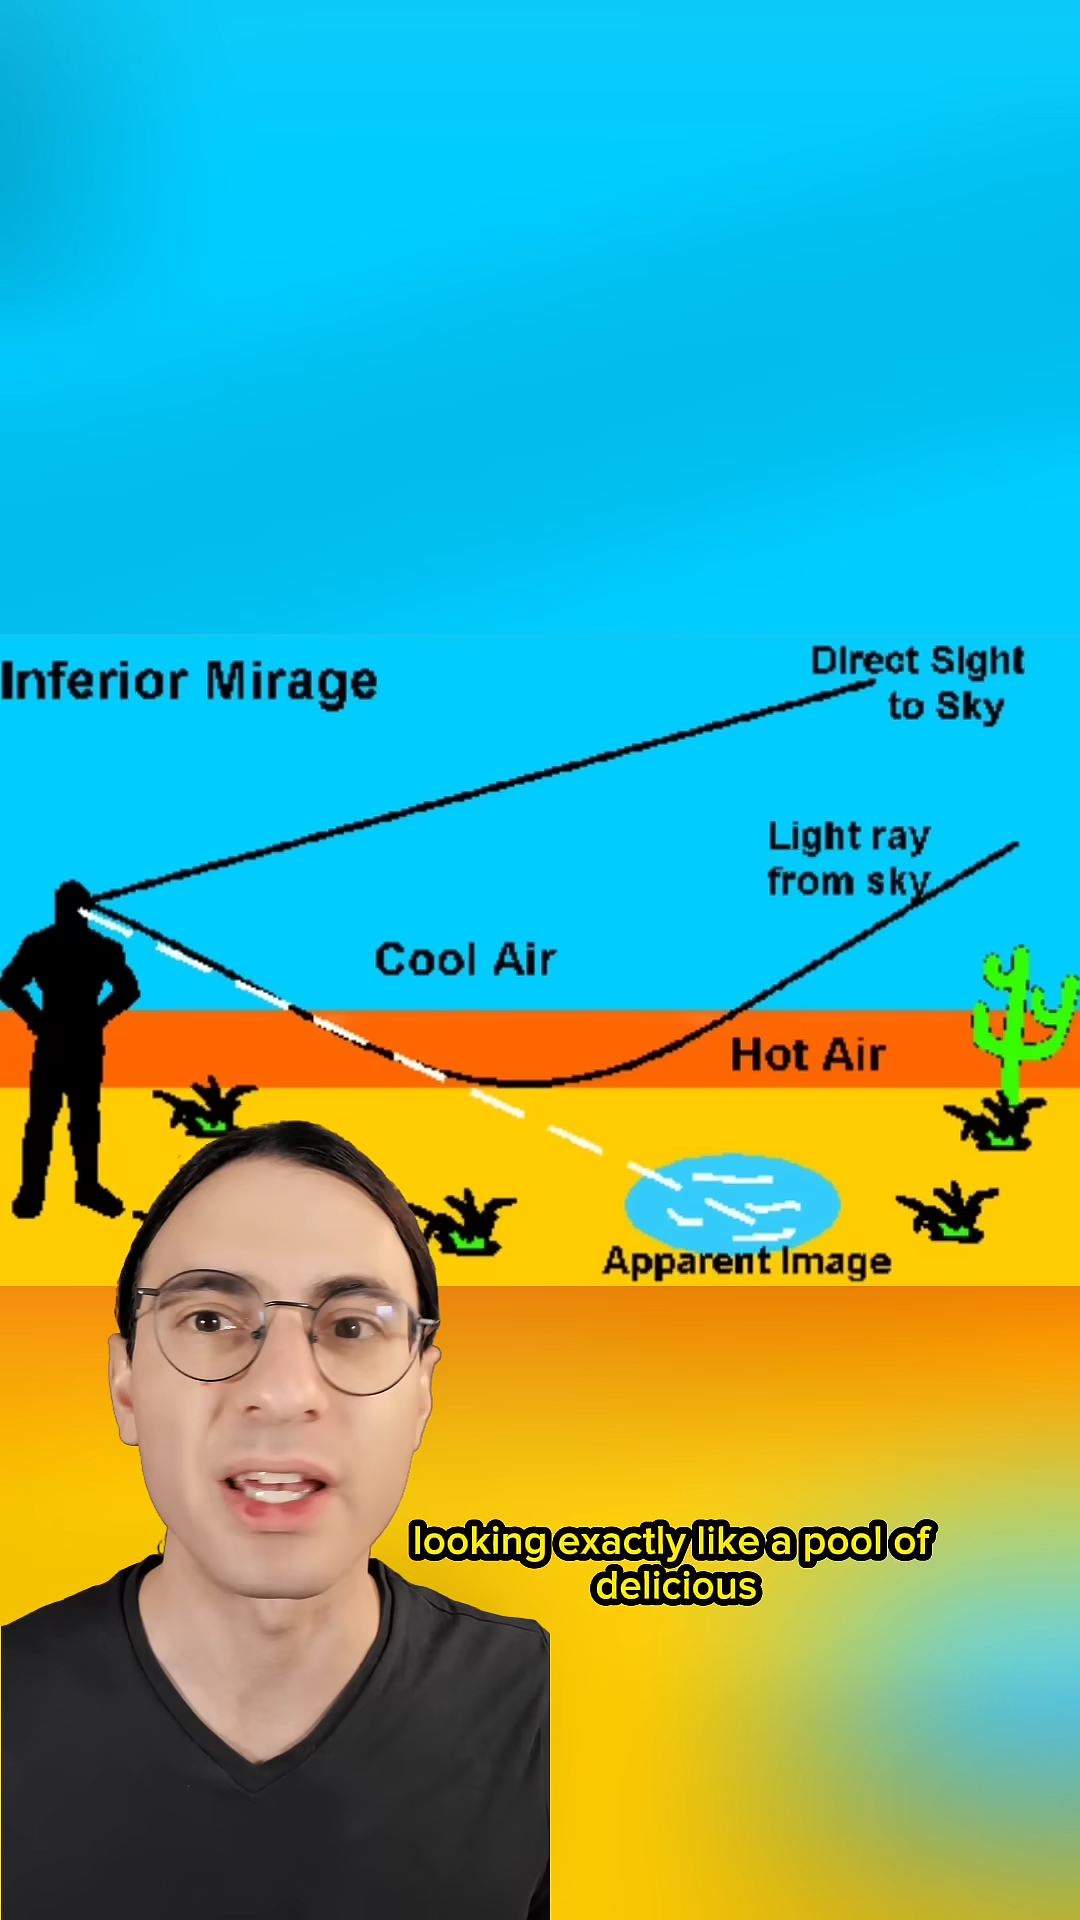 Inferior Mirage
Direct Sight
to Sky
Light ray
from sky
Cool Air
Hot Air
Apparent Image
looking exactly like a pool of
delicious